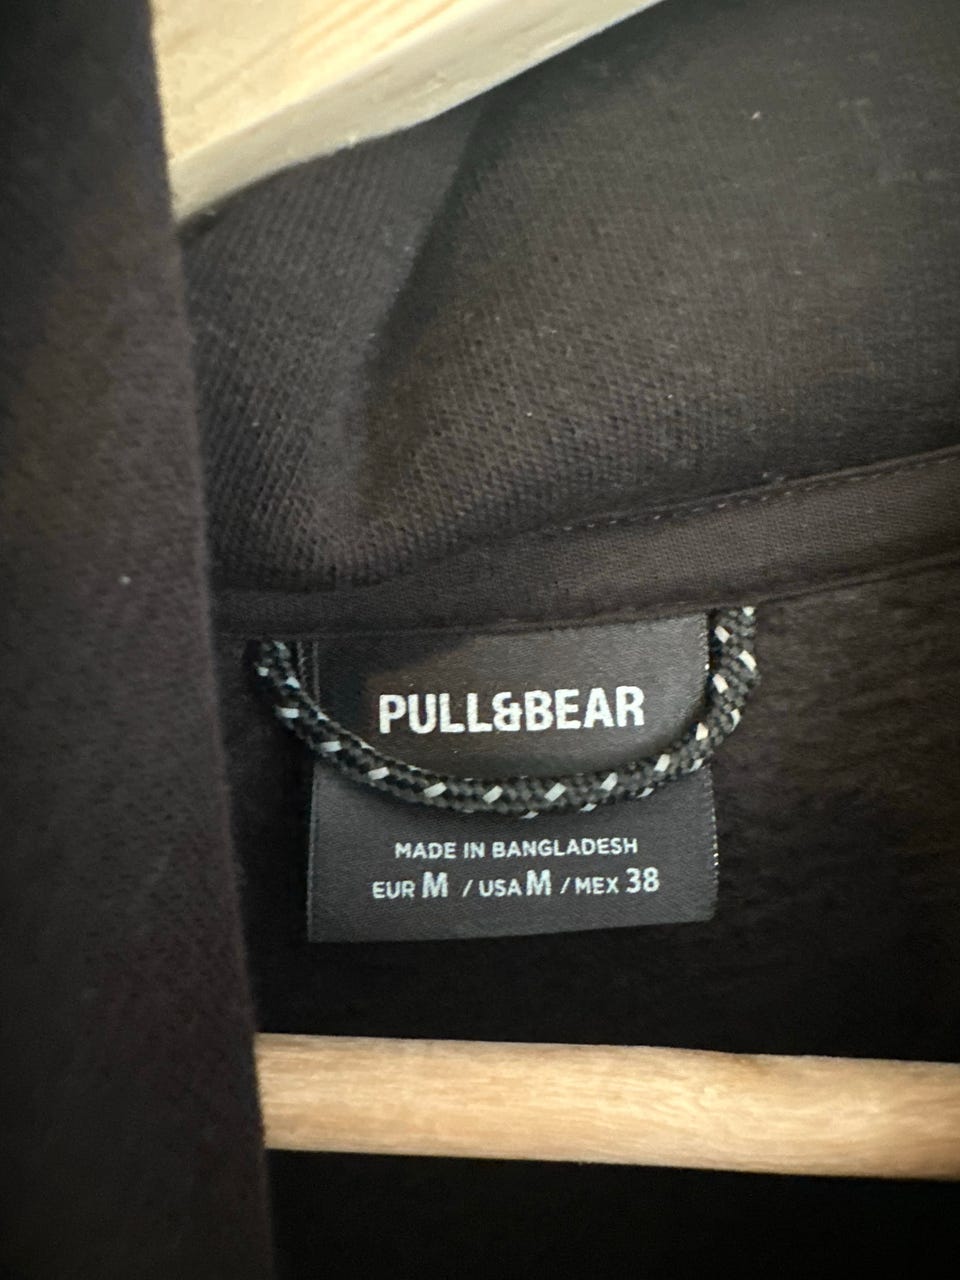 PULL&BEAR
MADE IN BANGLADESH
EUR M / USA M / MEX 38